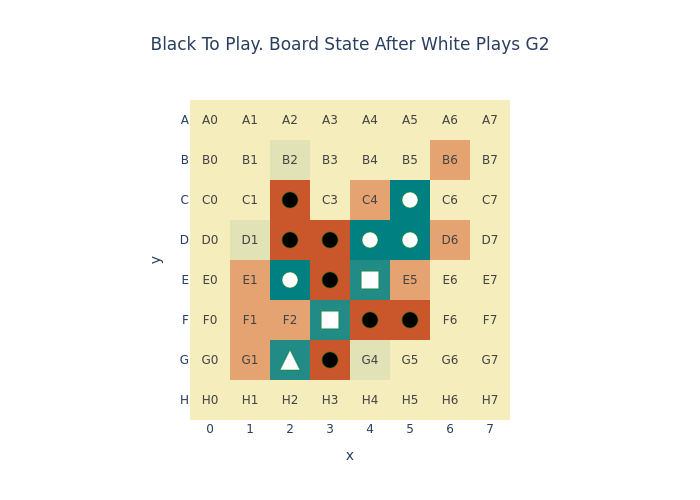 Black To Play. Board State After White Plays G2
A A0 A1 A2 A3 A4 A5 A6 A7
B B0 B1 B2 B3 B4 B5 B6 B7
C C0 C1 C3 C4 C6 C7
D D0 D1 D6 D7
y
E E0 E1 E5 E6 E7
F F0 F1 F2 F6 F7
G G0 G1 G4 G5 G6 G7
H H0 H1 H2 H3 H4 H5 H6 H7
0 1 2 3 4 5 6 7
x